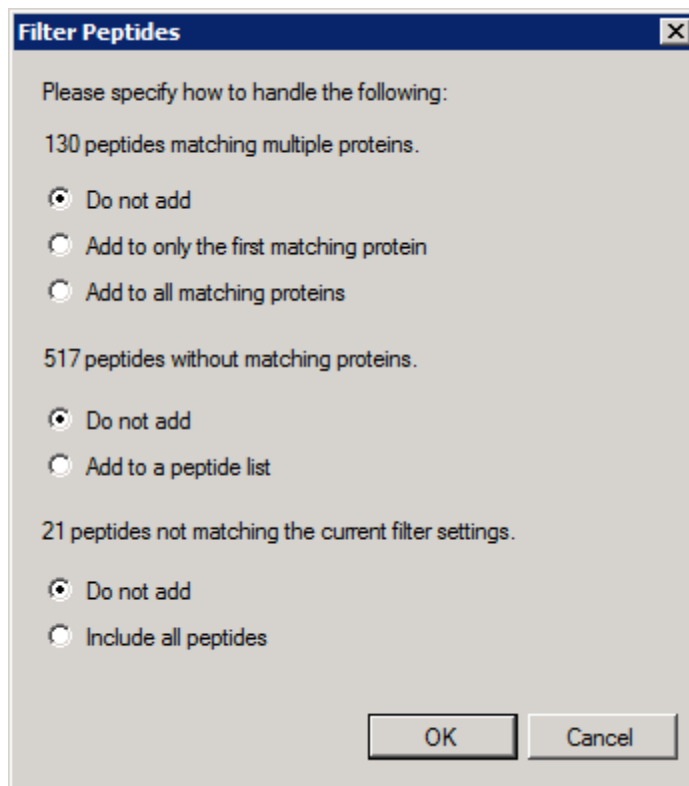 Filter Peptides
Please specify how to handle the following:
130 peptides matching multiple proteins.
Do not add
Add to only the first matching protein
Add to all matching proteins
517 peptides without matching proteins.
Do not add
Add to a peptide list
21 peptides not matching the current filter settings.
Do not add
Include all peptides
OK Cancel